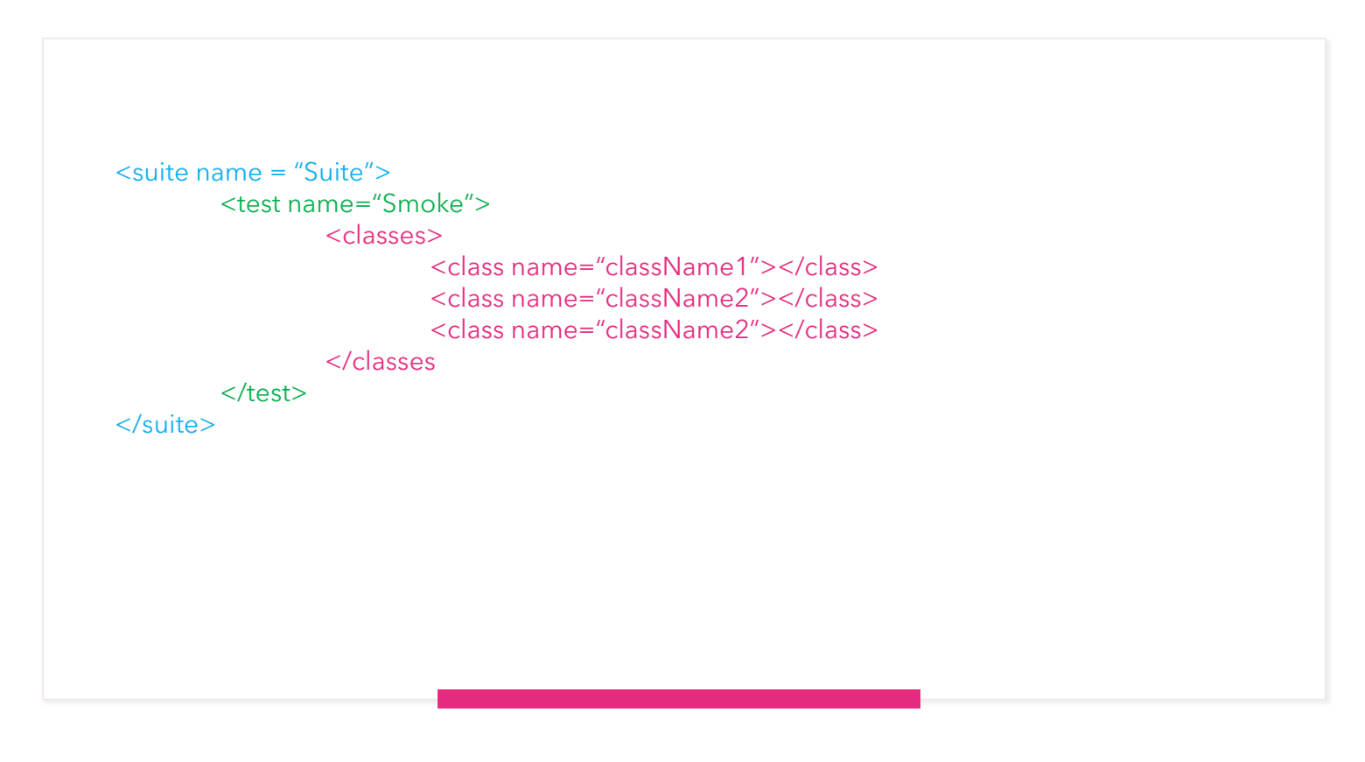 <suite name = “Suite”>
<test name=“Smoke”>
<classes>
<class name=“className1”></class>
<class name=“className2”></class>
<class name=“className2”></class>
</classes
</test>
</suite>